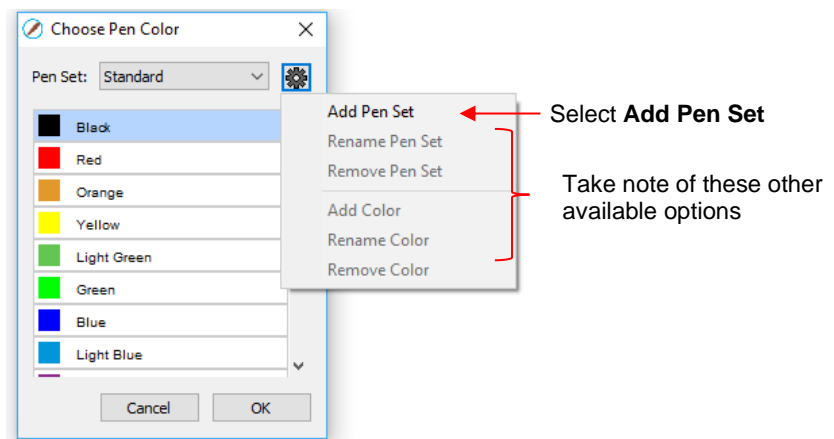 Choose Pen Color
Pen Set: Standard
Add Pen Set
Select Add Pen Set
Black
Rename Pen Set
Red
Remove Pen Set
Take note of these other
available options
Orange
Add Color
Yellow
Rename Color
Light Green
Remove Color
Green
Blue
Light Blue
Cancel OK